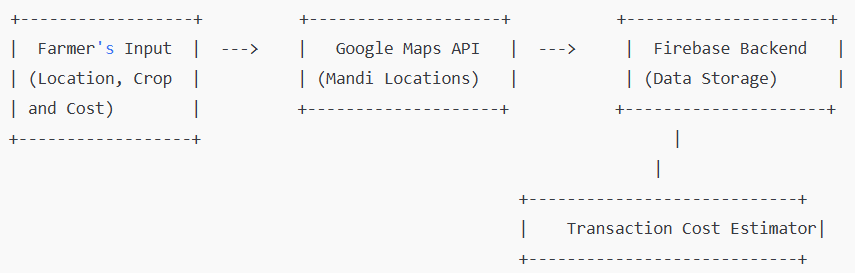 +------------------+          +--------------------+           +---------------------+
|  Farmer's Input  |  --->    |   Google Maps API   |  --->     |  Firebase Backend   |
| (Location, Crop  |          | (Mandi Locations)   |           | (Data Storage)      |
| and Cost)        |          +--------------------+           +---------------------+
+------------------+                                                 |
                                                                   |
                                                     +----------------------------+
                                                     |    Transaction Cost Estimator|
                                                     +----------------------------+